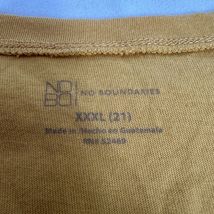 NO
BO
NO BOUNDARIES
XXXL (21)
Made in /Hecho en Guatemala
RN# 52469